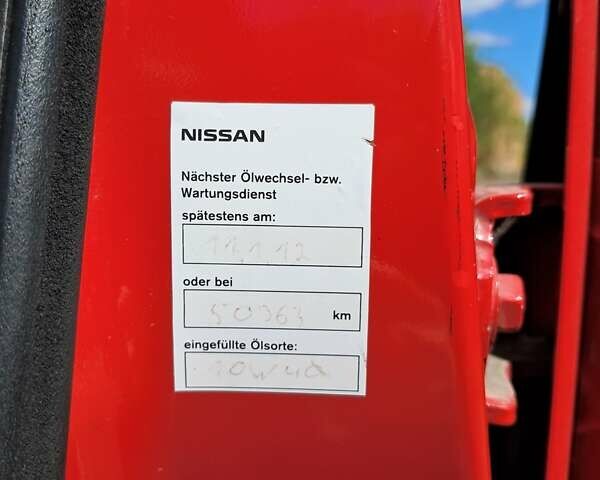 NISSAN
Nächster Ölwechsel- bzw.
Wartungsdienst
spätestens am:
11.1.12
oder bei
50363 km
eingefüllte Ölsorte:
10W40